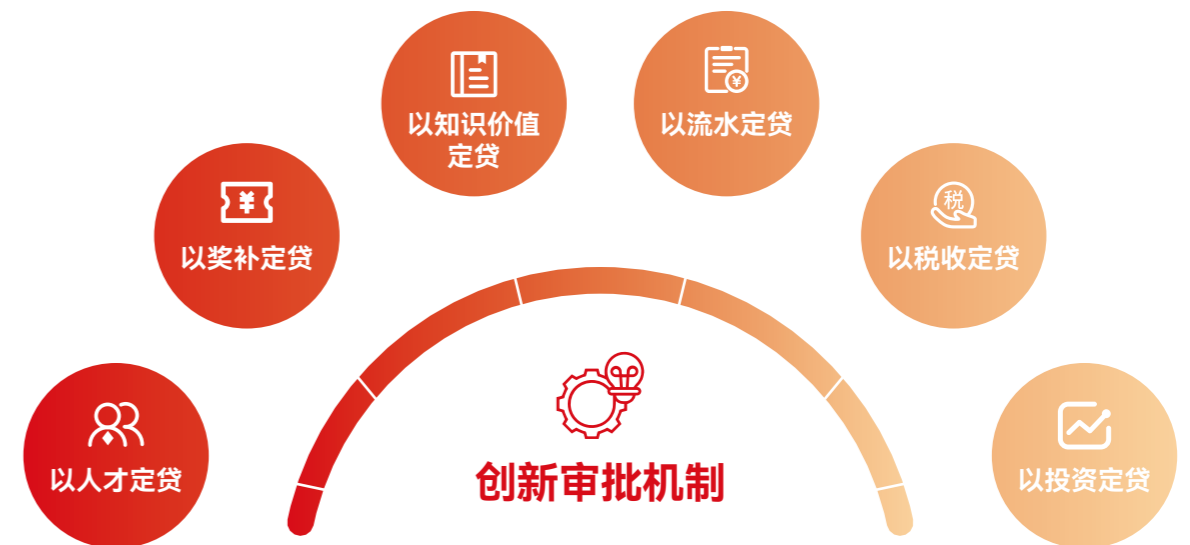 以知识价值
定贷
以流水定贷
¥
¥
以奖补定贷
税
以税收定贷
以人才定贷
创新审批机制
以投资定贷